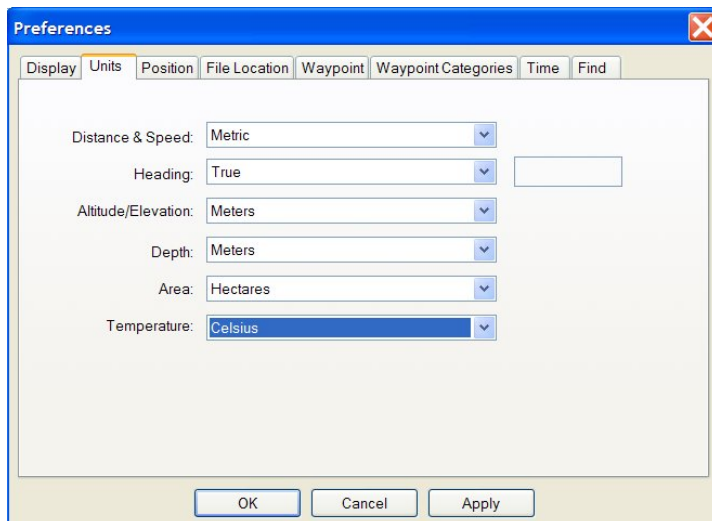 Preferences
Display Units Position File Location Waypoint Waypoint Categories Time Find
Distance & Speed: Metric
Heading: True
Altitude/Elevation: Meters
Depth: Meters
Area: Hectares
Temperature: Celsius
OK Cancel Apply